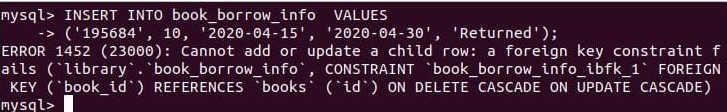 mysql> INSERT INTO book_borrow_info  VALUES
    -> ('195684', 10, '2020-04-15', '2020-04-30', 'Returned');
ERROR 1452 (23000): Cannot add or update a child row: a foreign key constraint f
ails (`library`.`book_borrow_info`, CONSTRAINT `book_borrow_info_ibfk_1` FOREIGN
 KEY (`book_id`) REFERENCES `books` (`id`) ON DELETE CASCADE ON UPDATE CASCADE)
mysql>